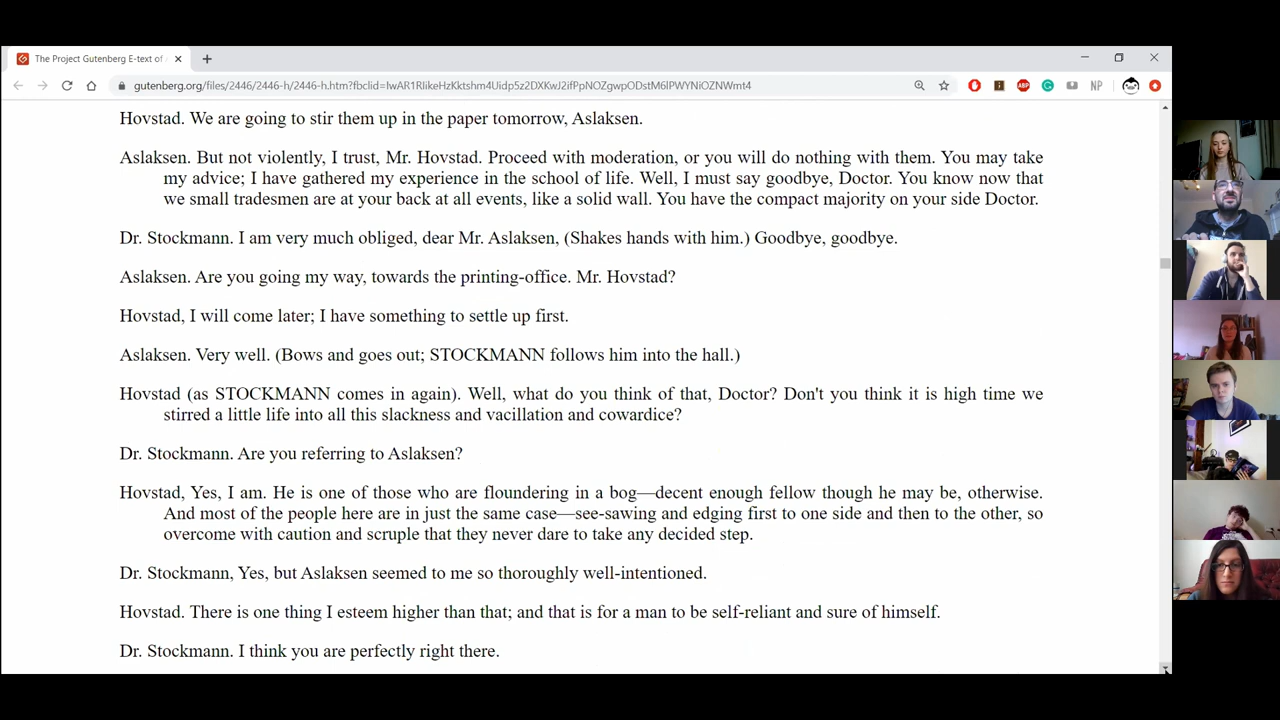 The Project Gutenberg E-text of
gutenberg.org/files/2446/2446-h/2446-h.htm?fbclid=IwAR1RIikeHzKktshm4Uidp5z2DXKwJ2ifPpNOZgwpODstM6lPWYNiOZNWmt4
ABP
NP
Hovstad. We are going to stir them up in the paper tomorrow, Aslaksen.
Aslaksen. But not violently, I trust, Mr. Hovstad. Proceed with moderation, or you will do nothing with them. You may take
my advice; I have gathered my experience in the school of life. Well, I must say goodbye, Doctor. You know now that
we small tradesmen are at your back at all events, like a solid wall. You have the compact majority on your side Doctor.
Dr. Stockmann. I am very much obliged, dear Mr. Aslaksen, (Shakes hands with him.) Goodbye, goodbye.
Aslaksen. Are you going my way, towards the printing-office. Mr. Hovstad?
Hovstad, I will come later; I have something to settle up first.
Aslaksen. Very well. (Bows and goes out; STOCKMANN follows him into the hall.)
Hovstad (as STOCKMANN comes in again). Well, what do you think of that, Doctor? Don't you think it is high time we
stirred a little life into all this slackness and vacillation and cowardice?
Dr. Stockmann. Are you referring to Aslaksen?
Hovstad, Yes, I am. He is one of those who are floundering in a bog—decent enough fellow though he may be, otherwise.
And most of the people here are in just the same case—see-sawing and edging first to one side and then to the other, so
overcome with caution and scruple that they never dare to take any decided step.
Dr. Stockmann, Yes, but Aslaksen seemed to me so thoroughly well-intentioned.
Hovstad. There is one thing I esteem higher than that; and that is for a man to be self-reliant and sure of himself.
Dr. Stockmann. I think you are perfectly right there.